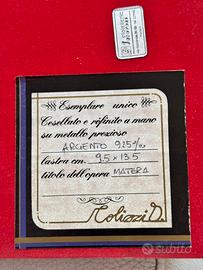 Esemplare unico
Cesellato e rifinito a mano
su metallo prezioso
ARGENTO 925‰
lastra cm. 9,5 x 13,5
titolo dell'opera MATERA
subito